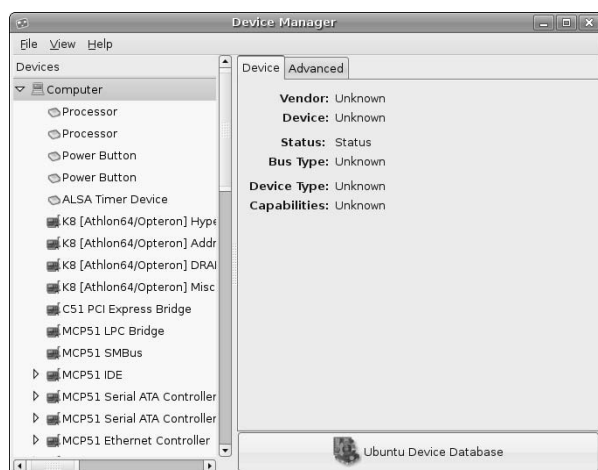 Device Manager
File View Help
Devices
Computer
Processor
Processor
Power Button
Power Button
ALSA Timer Device
K8 [Athlon64/Opteron] Hype
K8 [Athlon64/Opteron] Addr
K8 [Athlon64/Opteron] DRAM
K8 [Athlon64/Opteron] Misc
C51 PCI Express Bridge
MCP51 LPC Bridge
MCP51 SMBus
MCP51 IDE
MCP51 Serial ATA Controller
MCP51 Serial ATA Controller
MCP51 Ethernet Controller
Device Advanced
Vendor: Unknown
Device: Unknown
Status: Status
Bus Type: Unknown
Device Type: Unknown
Capabilities: Unknown
Ubuntu Device Database